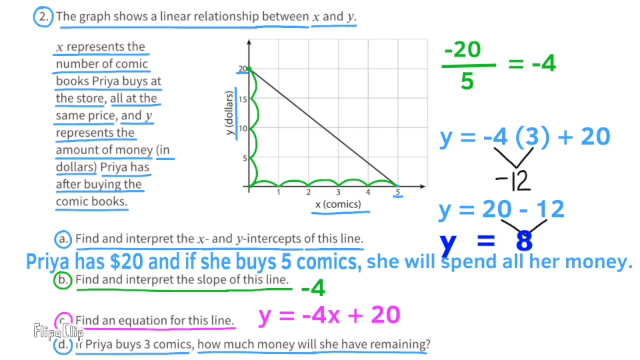 2. The graph shows a linear relationship between x and y.
x represents the
number of comic
books Priya buys at
the store, all at the
same price, and y
represents the
amount of money (in
dollars) Priya has
after buying the
comic books.
y (dollars)
20
15
10
5
0
1
2
3
4
5
x (comics)
-20
5
= -4
y = -4 (3) + 20
-12
y = 20 - 12
y = 8
a. Find and interpret the x- and y-intercepts of this line.
Priya has $20 and if she buys 5 comics, she will spend all her money.
b. Find and interpret the slope of this line.
-4
c. Find an equation for this line.
y = -4x + 20
FlipyClip
d. If Priya buys 3 comics, how much money will she have remaining?